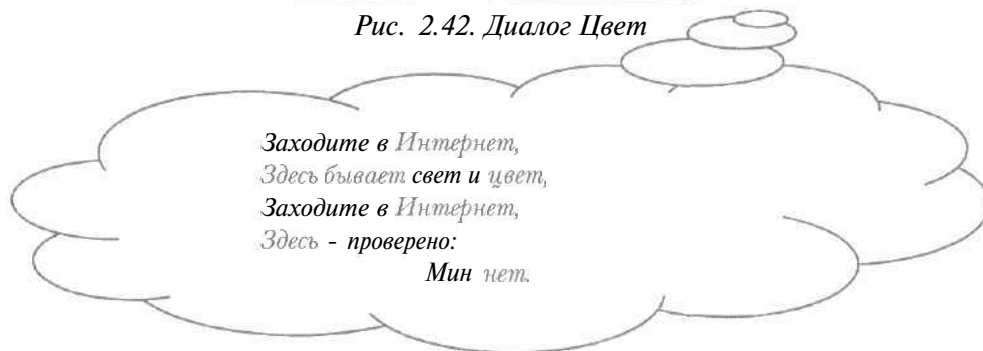 Рис. 2.42. Диалог Цвет
Заходите в Интернет,
Здесь бывает свет и цвет,
Заходите в Интернет,
Здесь - проверено:
Мин нет.